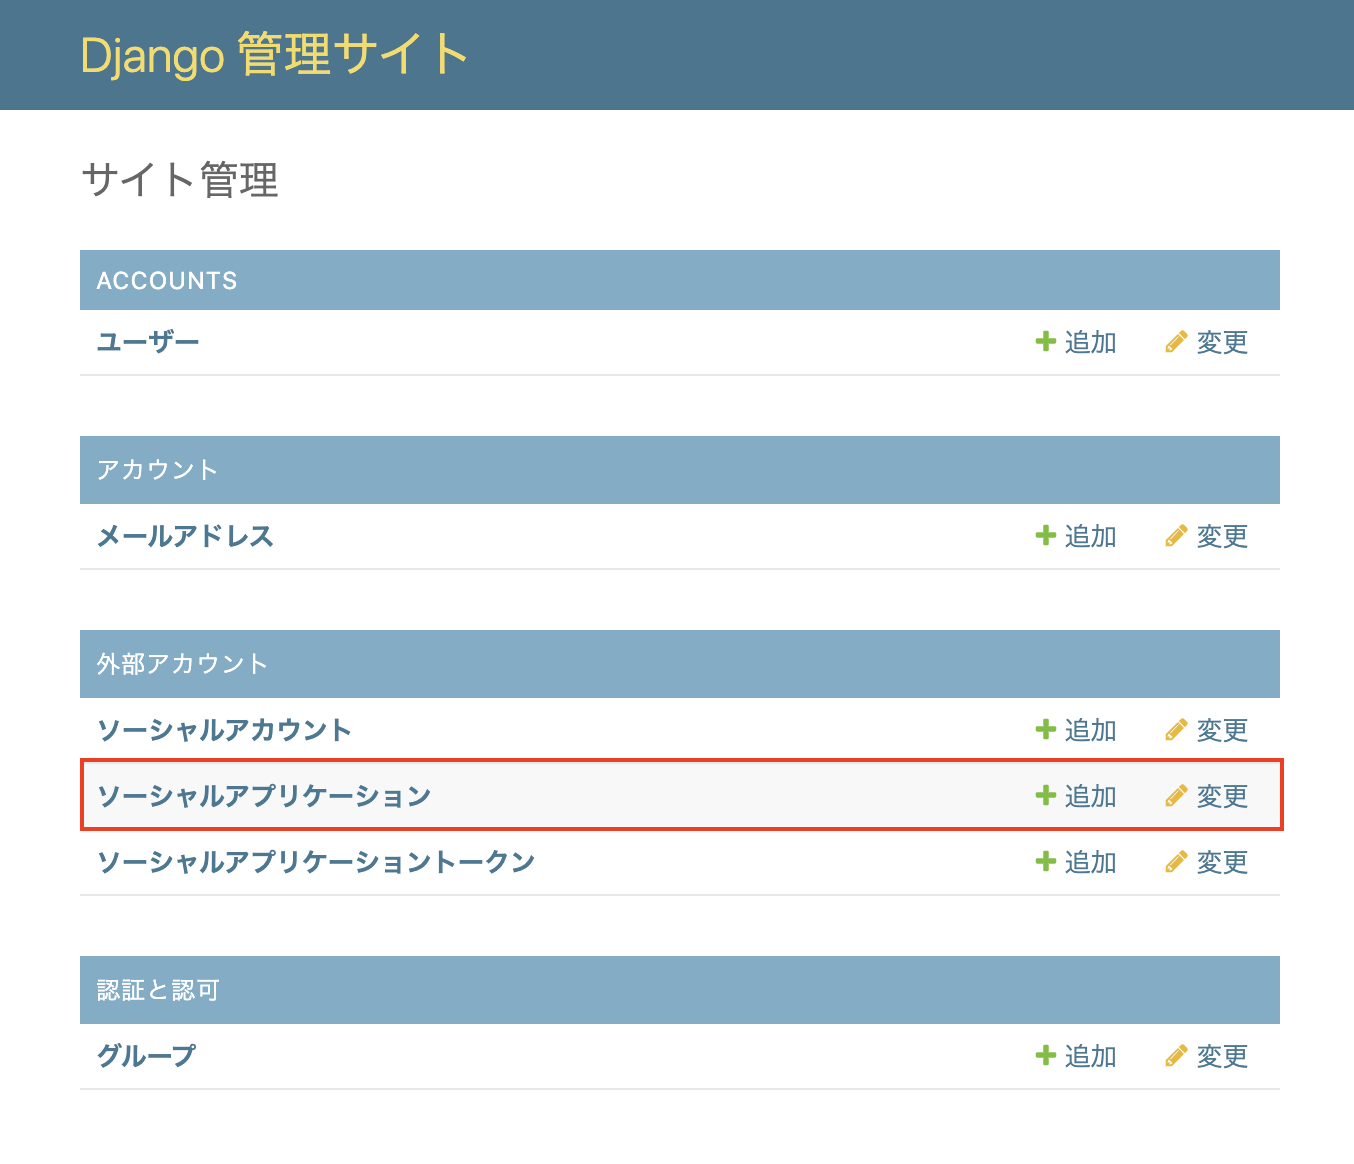 Django 管理サイト
サイト管理
ACCOUNTS
ユーザー 追加 変更
アカウント
メールアドレス 追加 変更
外部アカウント
ソーシャルアカウント 追加 変更
ソーシャルアプリケーション 追加 変更
ソーシャルアプリケーショントークン 追加 変更
認証と認可
グループ 追加 変更